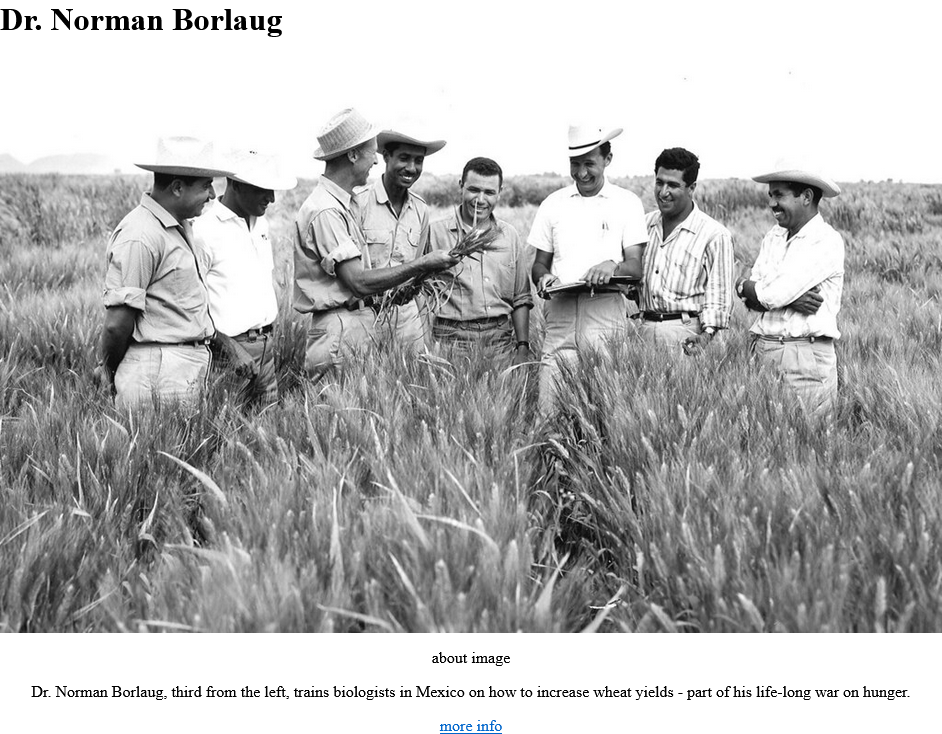 Dr. Norman Borlaug
about image
Dr. Norman Borlaug, third from the left, trains biologists in Mexico on how to increase wheat yields - part of his life-long war on hunger.
more info